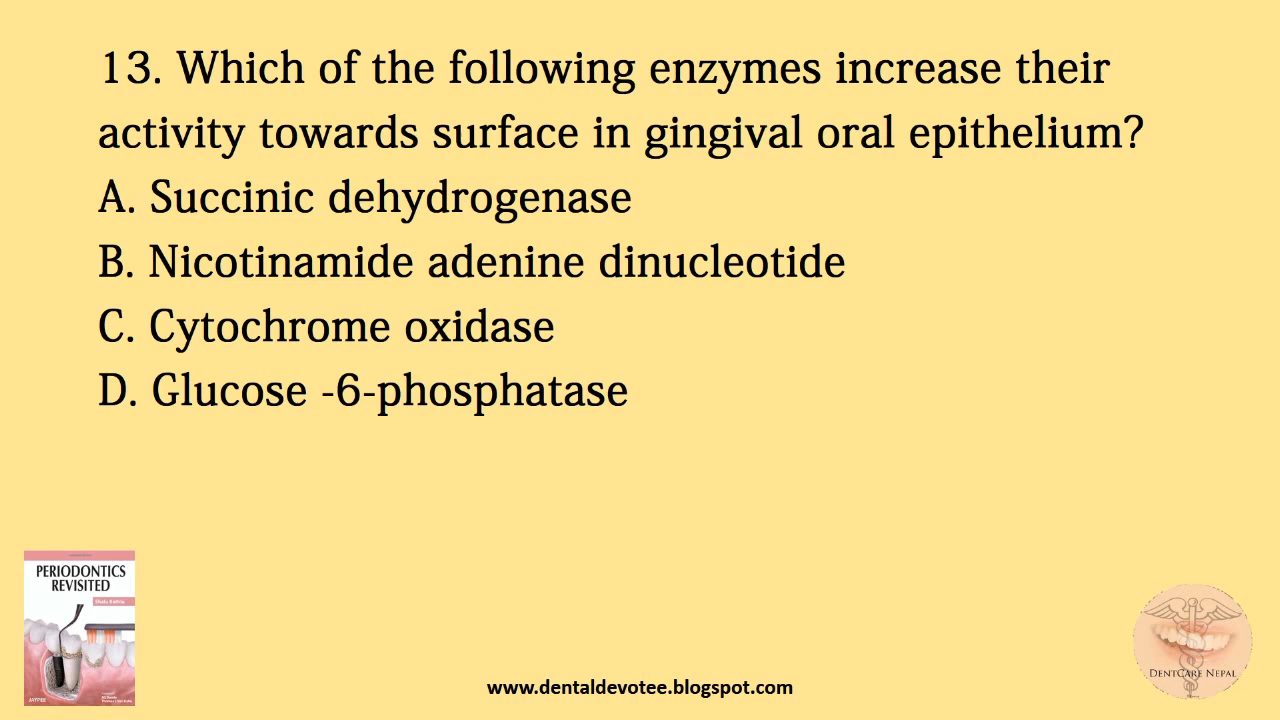 13. Which of the following enzymes increase their
activity towards surface in gingival oral epithelium?
A. Succinic dehydrogenase
B. Nicotinamide adenine dinucleotide
C. Cytochrome oxidase
D. Glucose -6-phosphatase
PERIODONTICS
REVISITED
www.dentaldevotee.blogspot.com
DENTCARE NEPAL